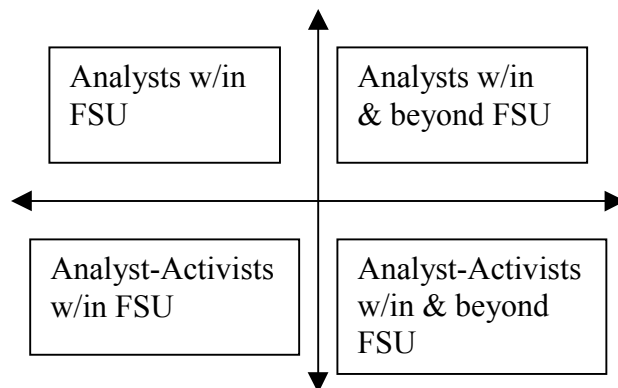 Analysts w/in
FSU
Analysts w/in
& beyond FSU
Analyst-Activists
w/in FSU
Analyst-Activists
w/in & beyond
FSU